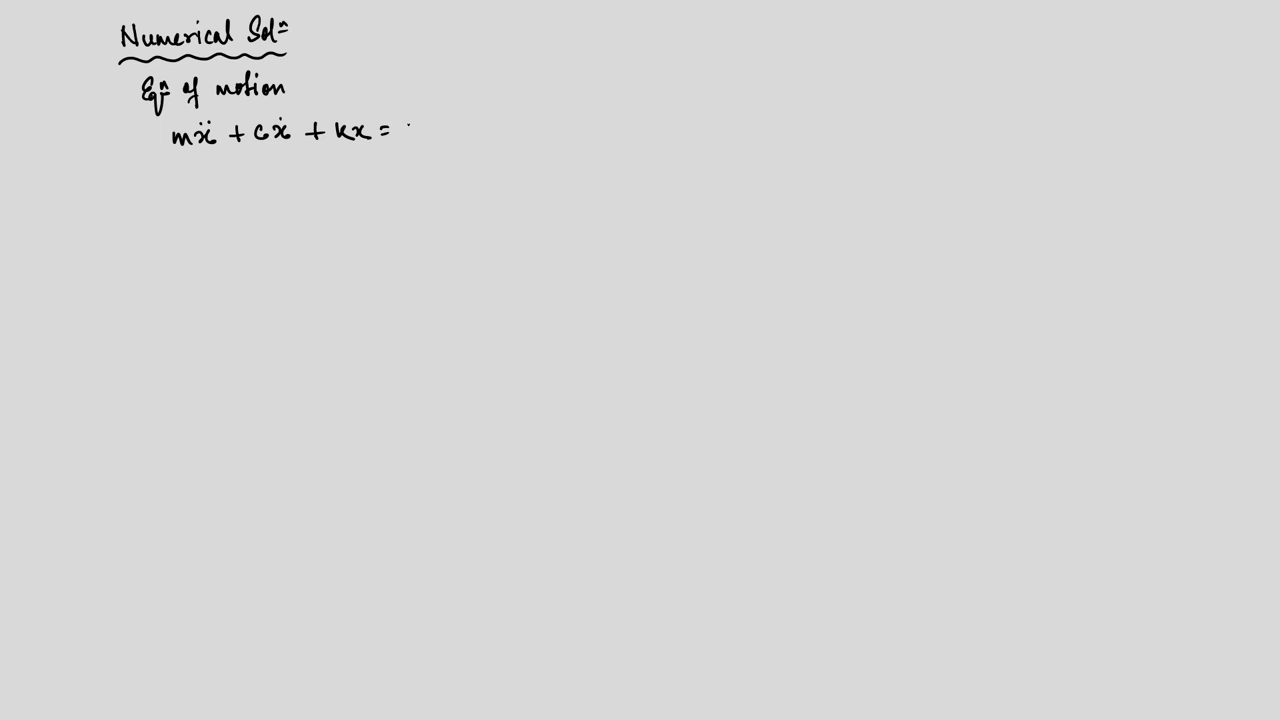 Numerical Solⁿ
Eqⁿ of motion
mẍ + cẋ + kx =